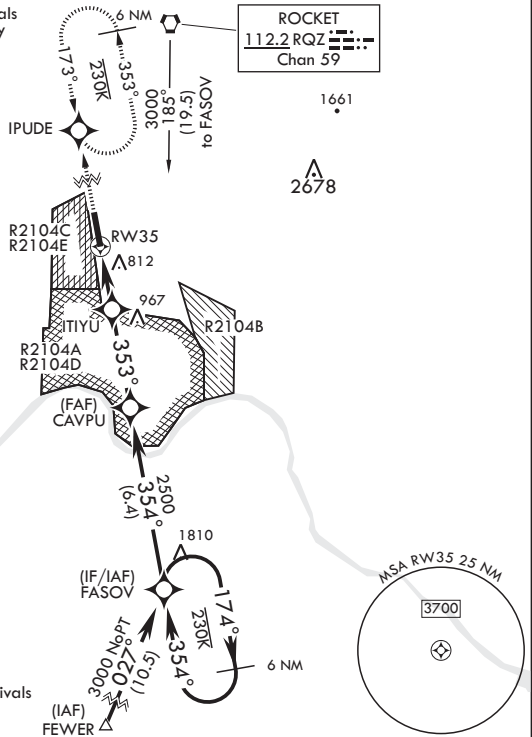 als
y
6 NM
ROCKET
112.2 RQZ
Chan 59
173°
230K
353°
3000
185°
(19.5)
to FASOV
1661
IPUDE
2678
R2104C
R2104E
RW35
812
967
ITIYU
R2104B
R2104A
R2104D
353°
(FAF)
CAVPU
2500
354°
(6.4)
1810
(IF/IAF)
FASOV
MSA RW35 25 NM
3700
174°
230K
354°
6 NM
3000 NoPT
027°
(10.5)
ivals
(IAF)
FEWER